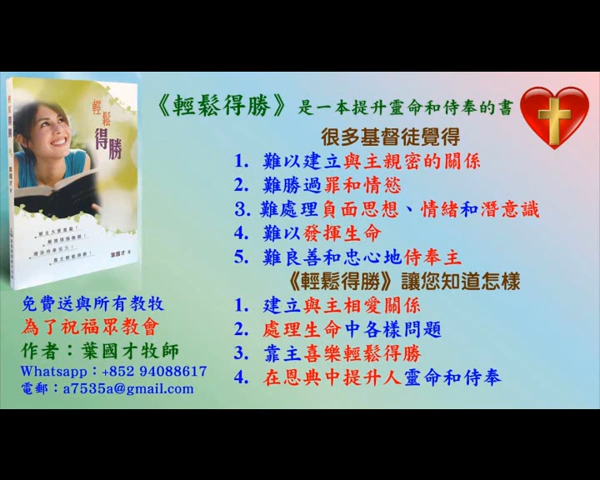 輕鬆
得勝
葉國才 著
《輕鬆得勝》是一本提升靈命和侍奉的書
很多基督徒覺得
1. 難以建立與主親密的關係
2. 難勝過罪和情慾
3. 難處理負面思想、情緒和潛意識
4. 難以發揮生命
5. 難良善和忠心地侍奉主
《輕鬆得勝》讓您知道怎樣
1. 建立與主相愛關係
2. 處理生命中各樣問題
3. 靠主喜樂輕鬆得勝
4. 在恩典中提升人靈命和侍奉
免費送與所有教牧
為了祝福眾教會
作者：葉國才牧師
Whatsapp：+852 94088617
電郵：a7535a@gmail.com